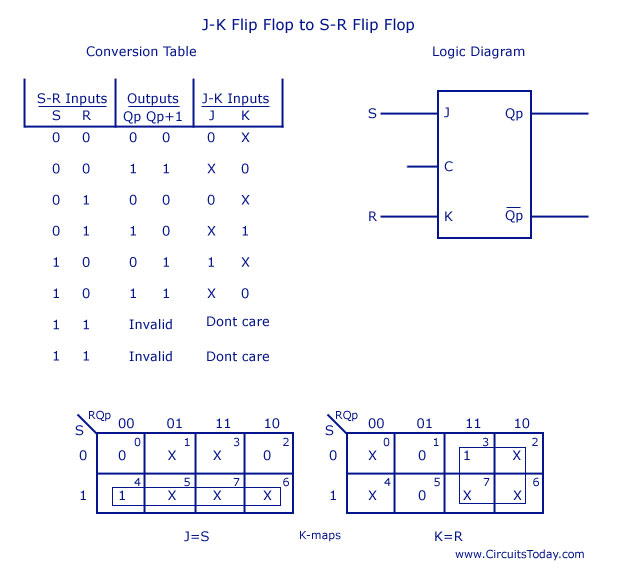 J-K Flip Flop to S-R Flip Flop
Conversion Table
Logic Diagram
S-R Inputs Outputs J-K Inputs
S R Qp Qp+1 J K
0 0 0 0 0 X
0 0 1 1 X 0
0 1 0 0 0 X
0 1 1 0 X 1
1 0 0 1 1 X
1 0 1 1 X 0
1 1 Invalid Dont care
1 1 Invalid Dont care
S J Qp
C
R K Q̅p̅
RQp
S 00 01 11 10
0 1 3 2
0 0 X X 0
4 5 7 6
1 1 X X X
J=S
K-maps
RQp
S 00 01 11 10
0 1 3 2
0 X 0 1 X
4 5 7 6
1 X 0 X X
K=R
www.CircuitsToday.com